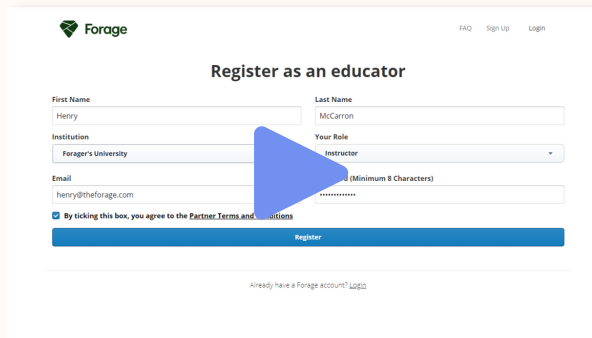 Forage
FAQ Sign Up Login
Register as an educator
First Name Last Name
Henry McCarron
Institution Your Role
Forager's University Instructor
Email (Minimum 8 Characters)
henry@theforage.com •••••••••••••
By ticking this box, you agree to the Partner Terms and
Register
Already have a Forage account? Login